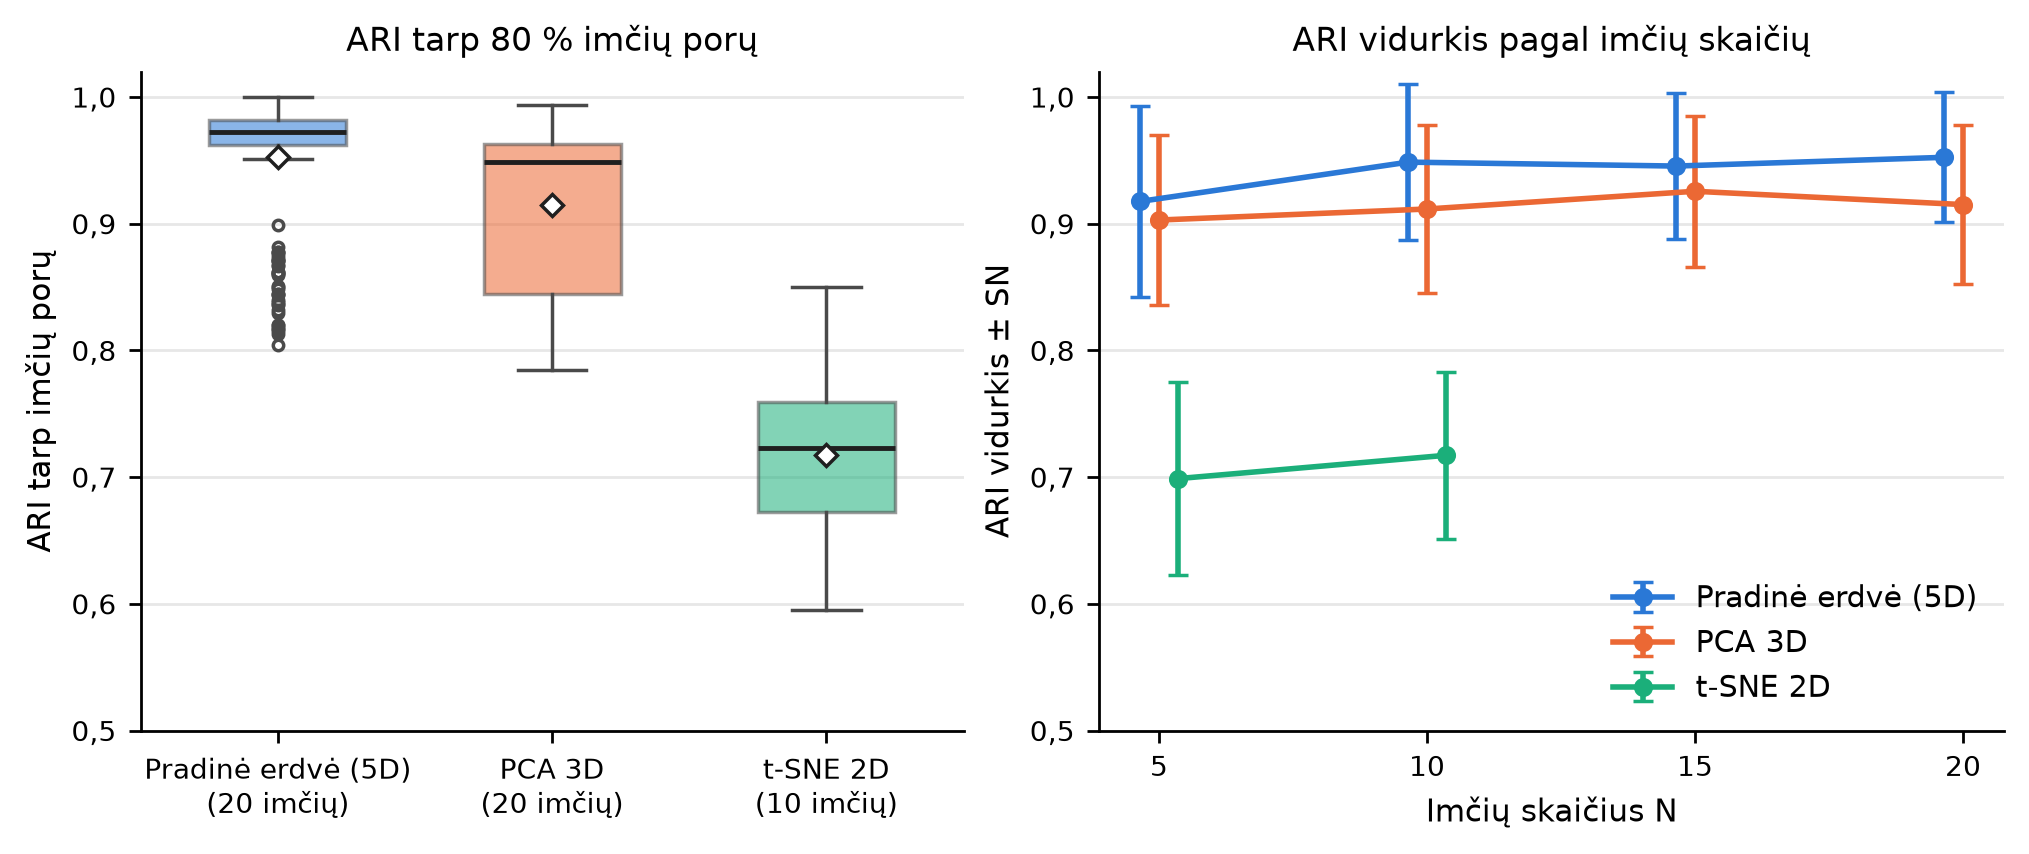 ARI tarp 80 % imčių porų
ARI tarp imčių porų
1,0
0,9
0,8
0,7
0,6
0,5
Pradinė erdvė (5D)
(20 imčių)
PCA 3D
(20 imčių)
t-SNE 2D
(10 imčių)
ARI vidurkis pagal imčių skaičių
ARI vidurkis ± SN
1,0
0,9
0,8
0,7
0,6
0,5
Pradinė erdvė (5D)
PCA 3D
t-SNE 2D
5
10
15
20
Imčių skaičius N